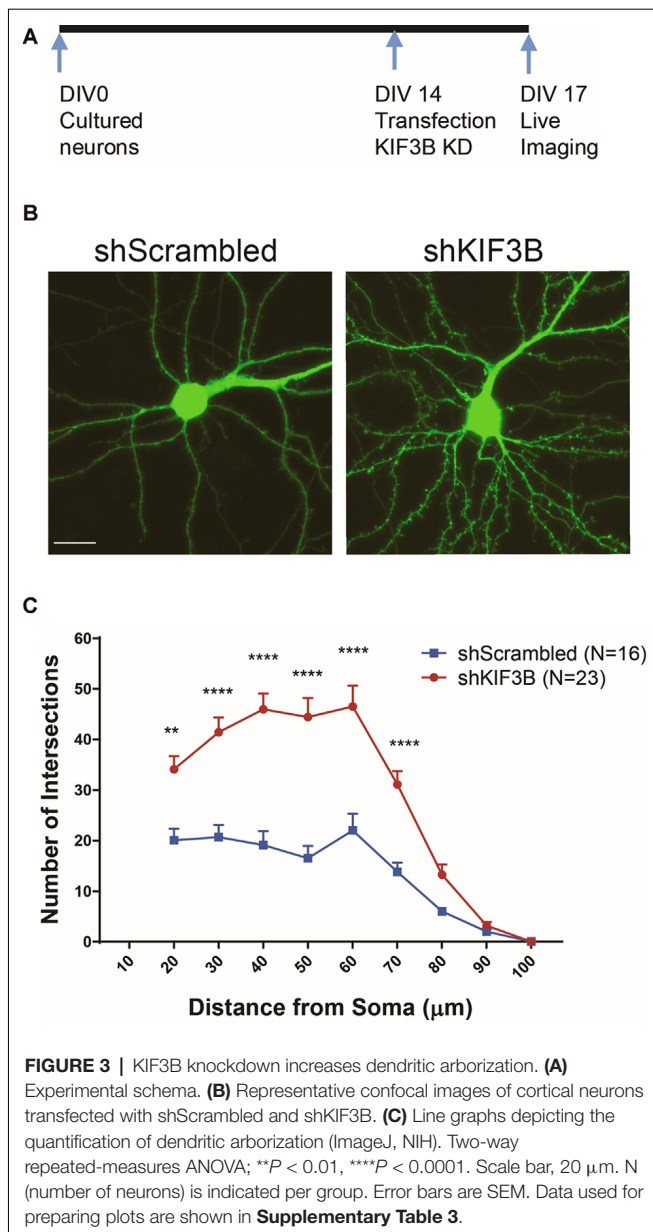 A
DIV0
Cultured
neurons
DIV 14
Transfection
KIF3B KD
DIV 17
Live
Imaging
B
shScrambled
shKIF3B
C
Number of Intersections
60
50
40
30
20
10
0
**
****
****
****
****
****
shScrambled (N=16)
shKIF3B (N=23)
10
20
30
40
50
60
70
80
90
100
Distance from Soma (μm)
FIGURE 3 | KIF3B knockdown increases dendritic arborization. (A)
Experimental schema. (B) Representative confocal images of cortical neurons
transfected with shScrambled and shKIF3B. (C) Line graphs depicting the
quantification of dendritic arborization (ImageJ, NIH). Two-way
repeated-measures ANOVA; **P < 0.01, ****P < 0.0001. Scale bar, 20 μm. N
(number of neurons) is indicated per group. Error bars are SEM. Data used for
preparing plots are shown in Supplementary Table 3.